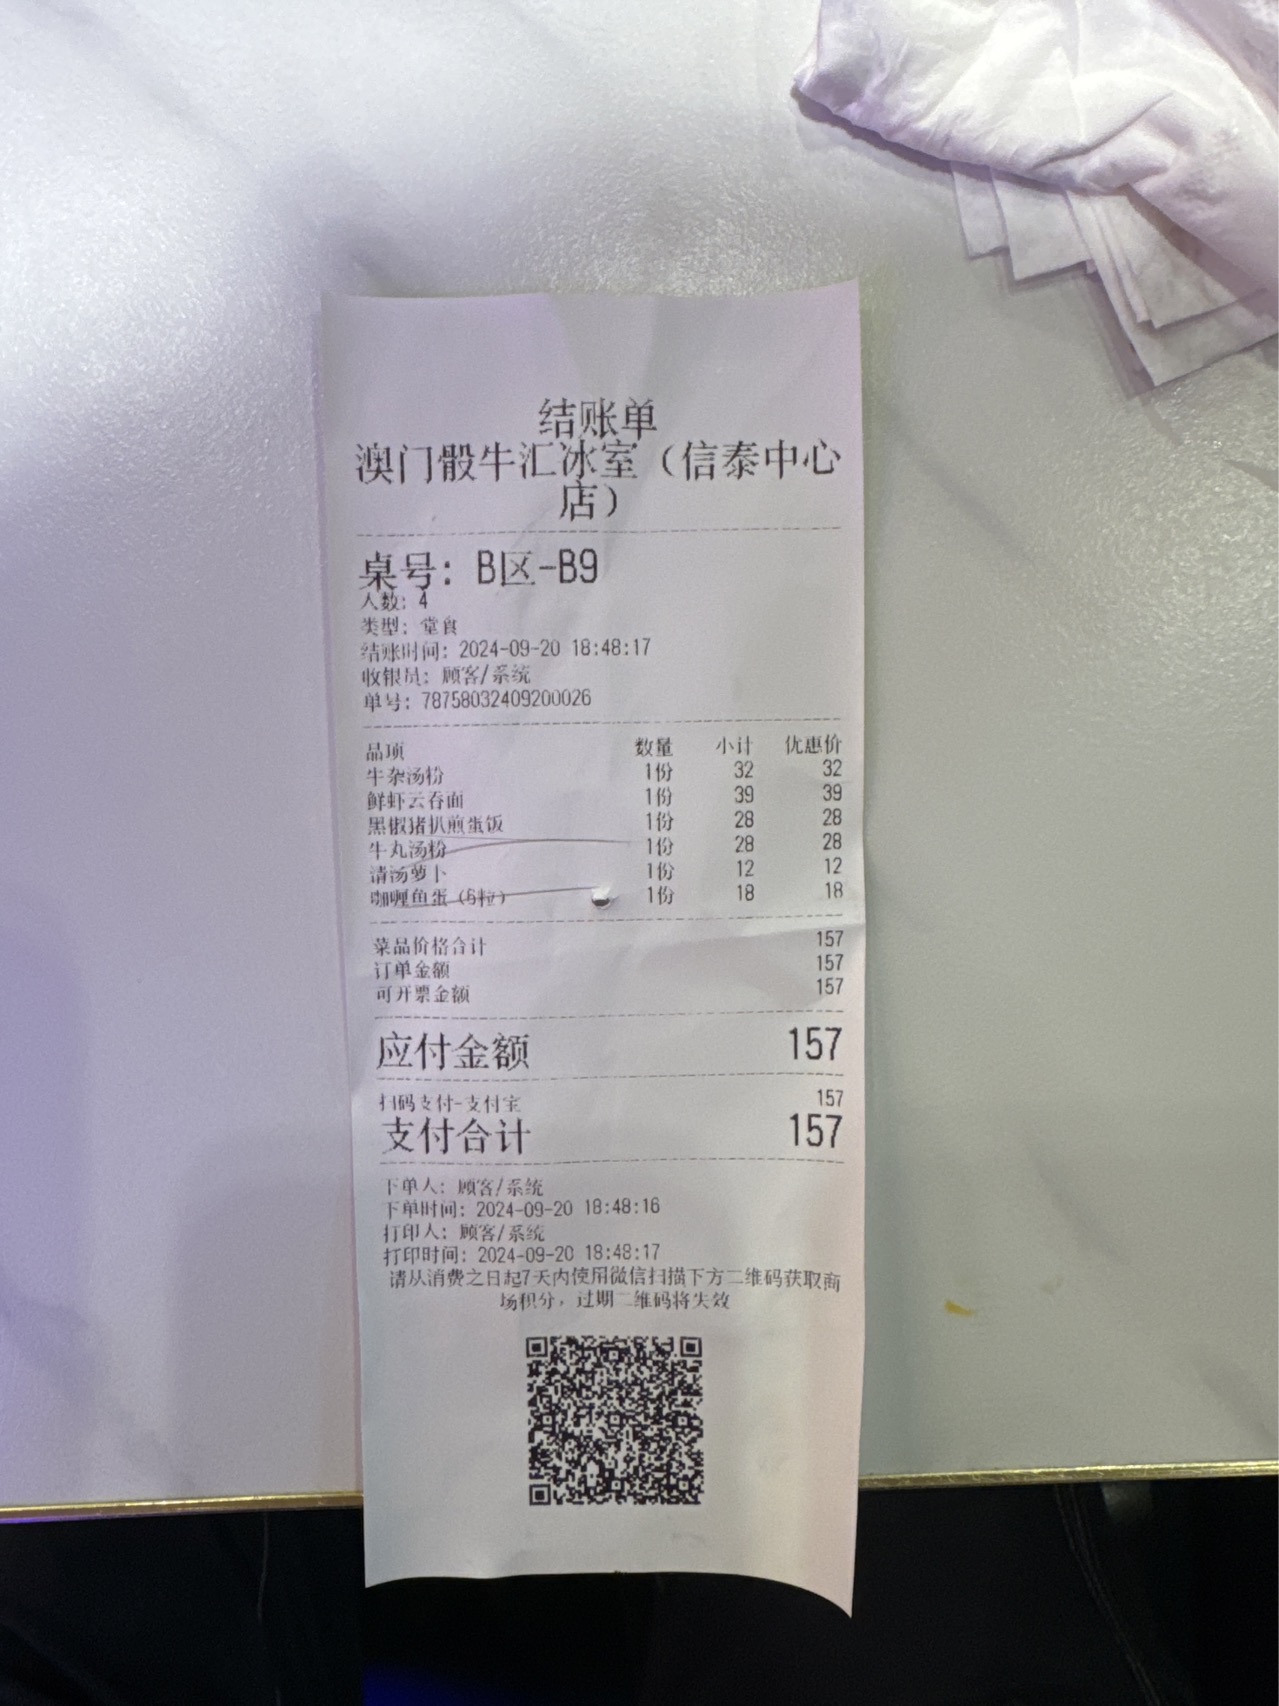 结账单
澳门骰牛汇冰室（信泰中心
店）
桌号：B区-B9
人数：4
类型：堂食
结账时间：2024-09-20 18:48:17
收银员：顾客/系统
单号：78758032409200026
品项 数量 小计 优惠价
牛杂汤粉 1份 32 32
鲜虾云吞面 1份 39 39
黑椒猪扒煎蛋饭 1份 28 28
牛丸汤粉 1份 28 28
请汤萝卜 1份 12 12
咖喱鱼蛋（6粒） 1份 18 18
菜品价格合计 157
订单金额 157
可开票金额 157
应付金额 157
扫码支付-支付宝 157
支付合计 157
下单人：顾客/系统
下单时间：2024-09-20 18:48:16
打印人：顾客/系统
打印时间：2024-09-20 18:48:17
请从消费之日起7天内使用微信扫描下方二维码获取商
场积分，过期二维码将失效